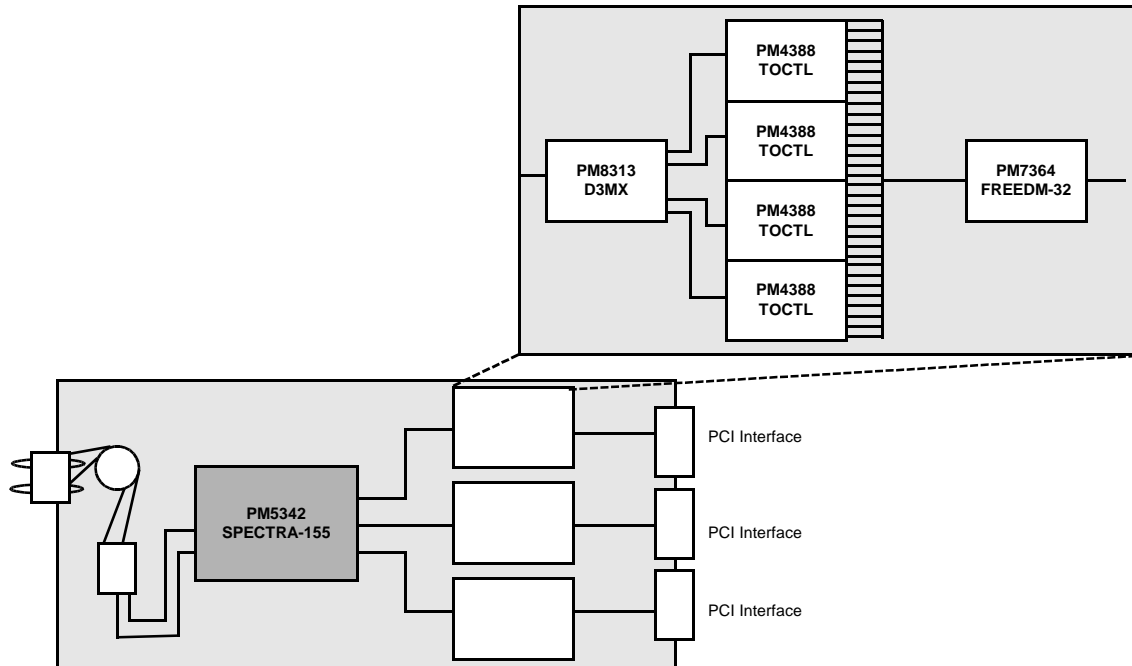 PM4388
TOCTL
PM4388
TOCTL
PM8313
D3MX
PM7364
FREEDM-32
PM4388
TOCTL
PM4388
TOCTL
PCI Interface
PM5342
SPECTRA-155
PCI Interface
PCI Interface